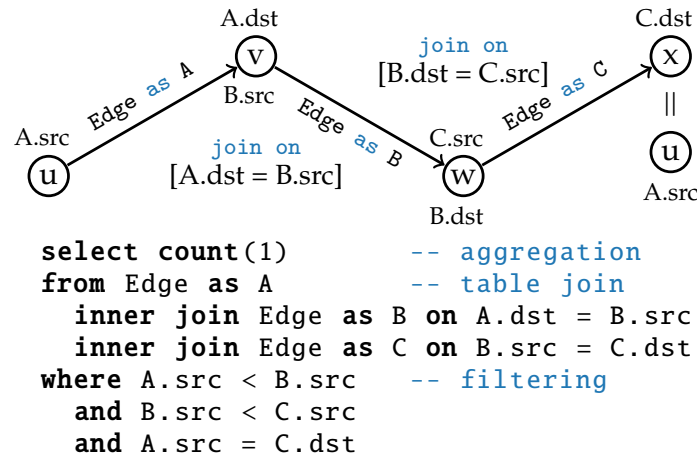 A.dst
C.dst
v
join on
x
[B.dst = C.src]
Edge as A
B.src
Edge as B
Edge as C
||
A.src
join on
C.src
u
[A.dst = B.src]
w
u
B.dst
A.src
select count(1) -- aggregation
from Edge as A -- table join
inner join Edge as B on A.dst = B.src
inner join Edge as C on B.src = C.dst
where A.src < B.src -- filtering
and B.src < C.src
and A.src = C.dst